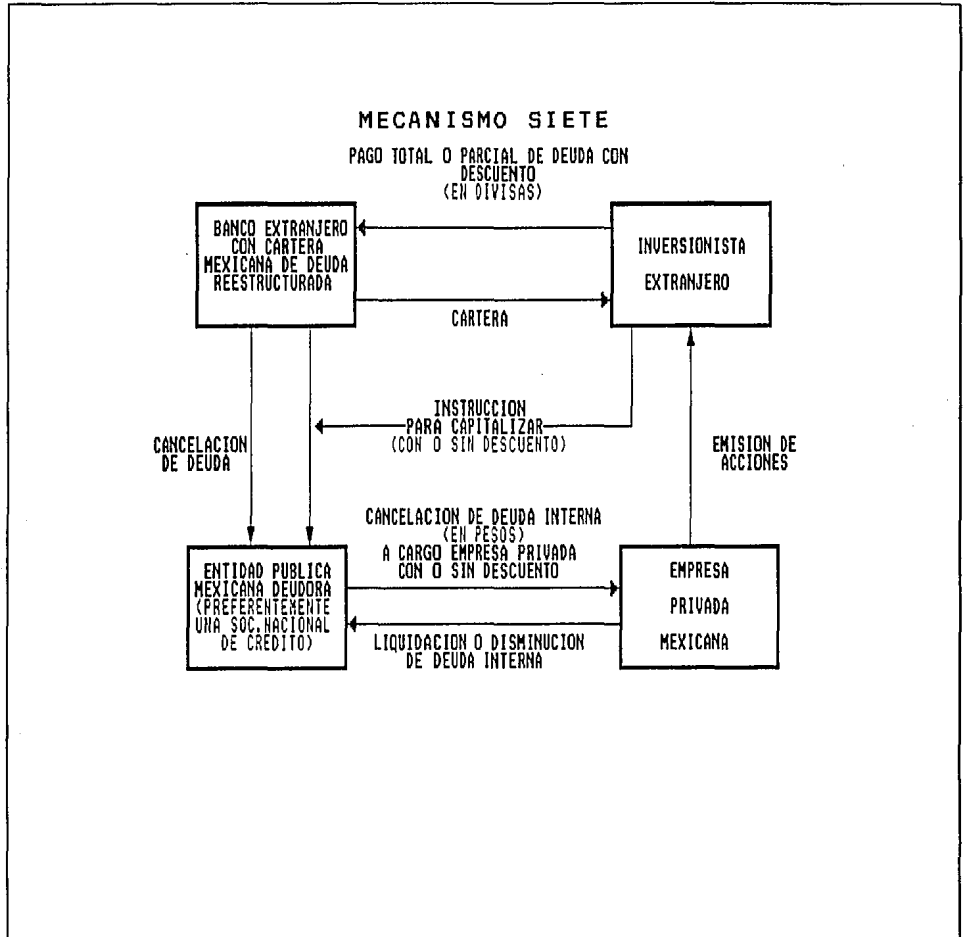 MECANISMO SIETE
PAGO TOTAL O PARCIAL DE DEUDA CON
DESCUENTO
(EN DIVISAS)
BANCO EXTRANJERO
CON CARTERA
MEXICANA DE DEUDA
REESTRUCTURADA
INVERSIONISTA
EXTRANJERO
CARTERA
INSTRUCCION
PARA CAPITALIZAR
(CON O SIN DESCUENTO)
CANCELACION
DE DEUDA
EMISION DE
ACCIONES
CANCELACION DE DEUDA INTERNA
(EN PESOS)
A CARGO EMPRESA PRIVADA
CON O SIN DESCUENTO
ENTIDAD PUBLICA
MEXICANA DEUDORA
(PREFERENTEMENTE
UNA SOC.NACIONAL
DE CREDITO)
EMPRESA
PRIVADA
MEXICANA
LIQUIDACION O DISMINUCION
DE DEUDA INTERNA